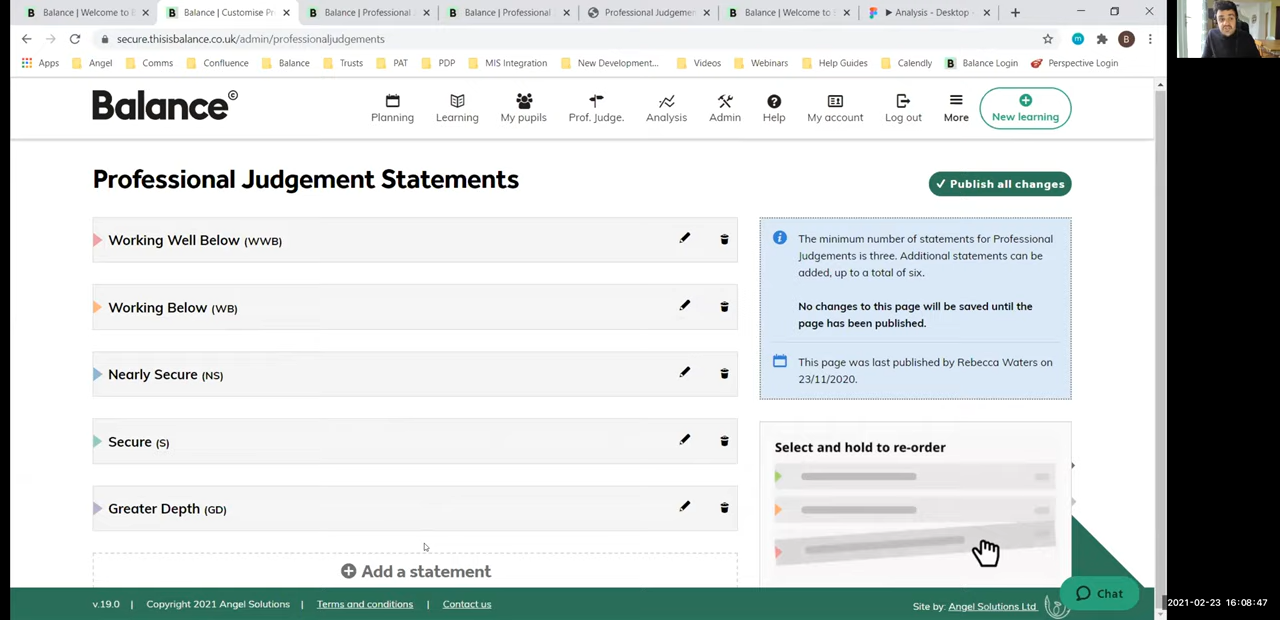 Balance | Welcome to B
Balance | Customise Pr
Balance | Professional
Balance | Professional
Professional Judgemen
Balance | Welcome to
Analysis - Desktop
secure.thisisbalance.co.uk/admin/professionaljudgements
Apps Angel Comms Confluence Balance Trusts PAT PDP MIS Integration New Development... Videos Webinars Help Guides Calendly Balance Login Perspective Login
Balance©
Planning Learning My pupils Prof. Judge. Analysis Admin Help My account Log out More New learning
Professional Judgement Statements
Publish all changes
Working Well Below (WWB)
Working Below (WB)
Nearly Secure (NS)
Secure (S)
Greater Depth (GD)
Add a statement
The minimum number of statements for Professional
Judgements is three. Additional statements can be
added, up to a total of six.
No changes to this page will be saved until the
page has been published.
This page was last published by Rebecca Waters on
23/11/2020.
Select and hold to re-order
Chat
v.19.0 | Copyright 2021 Angel Solutions | Terms and conditions | Contact us
Site by: Angel Solutions Ltd
2021-02-23 16:08:47